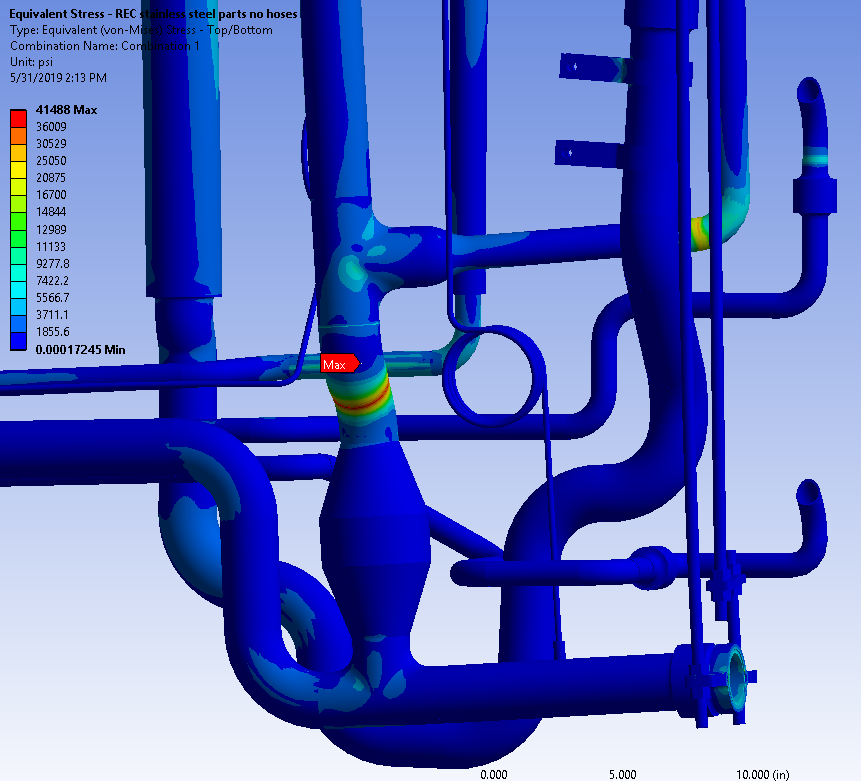 Equivalent Stress - REC stainless steel parts no hoses
Type: Equivalent (von-Mises) Stress - Top/Bottom
Combination Name: Combination 1
Unit: psi
5/31/2019 2:13 PM
41488 Max
36009
30529
25050
20875
16700
14844
12989
11133
9277.8
7422.2
5566.7
3711.1
1855.6
0.00017245 Min
Max
0.000
5.000
10.000 (in)